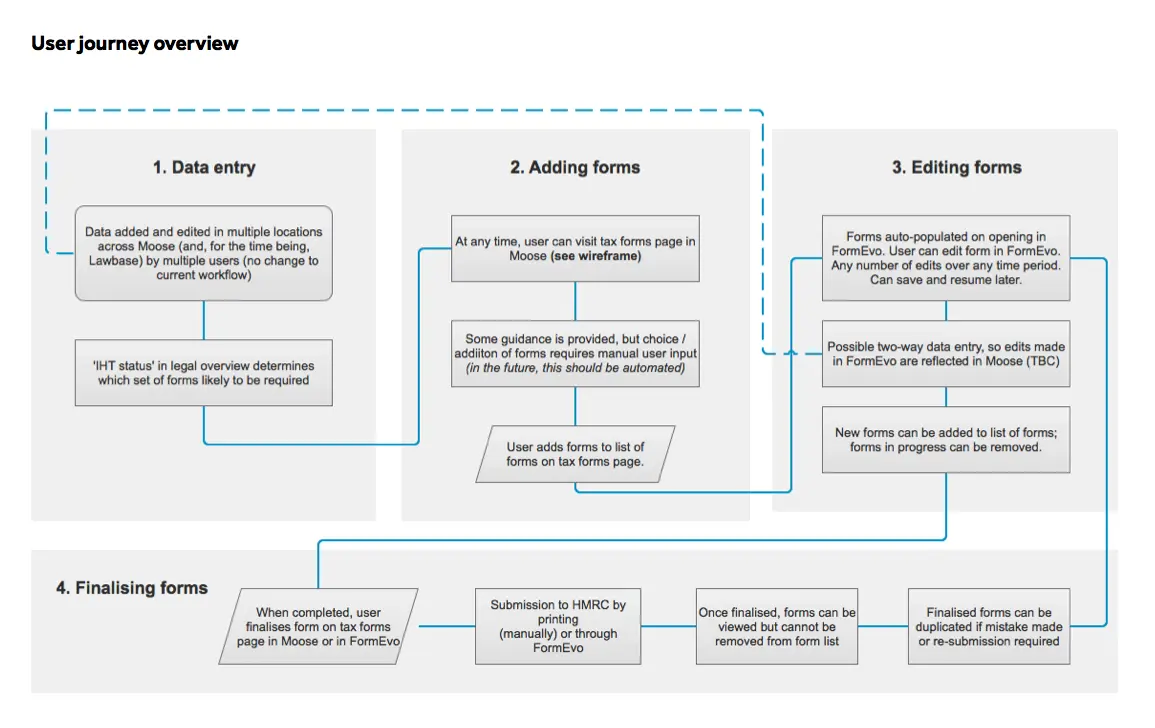 User journey overview
1. Data entry
Data added and edited in multiple locations
across Moose (and, for the time being,
Lawbase) by multiple users (no change to
current workflow)
'IHT status' in legal overview determines
which set of forms likely to be required
2. Adding forms
At any time, user can visit tax forms page in
Moose (see wireframe)
Some guidance is provided, but choice /
addiiton of forms requires manual user input
(in the future, this should be automated)
User adds forms to list of
forms on tax forms page.
3. Editing forms
Forms auto-populated on opening in
FormEvo. User can edit form in FormEvo.
Any number of edits over any time period.
Can save and resume later.
Possible two-way data entry, so edits made
in FormEvo are reflected in Moose (TBC)
New forms can be added to list of forms;
forms in progress can be removed.
4. Finalising forms
When completed, user
finalises form on tax forms
page in Moose or in FormEvo
Submission to HMRC by
printing
(manually) or through
FormEvo
Once finalised, forms can be
viewed but cannot be
removed from form list
Finalised forms can be
duplicated if mistake made
or re-submission required